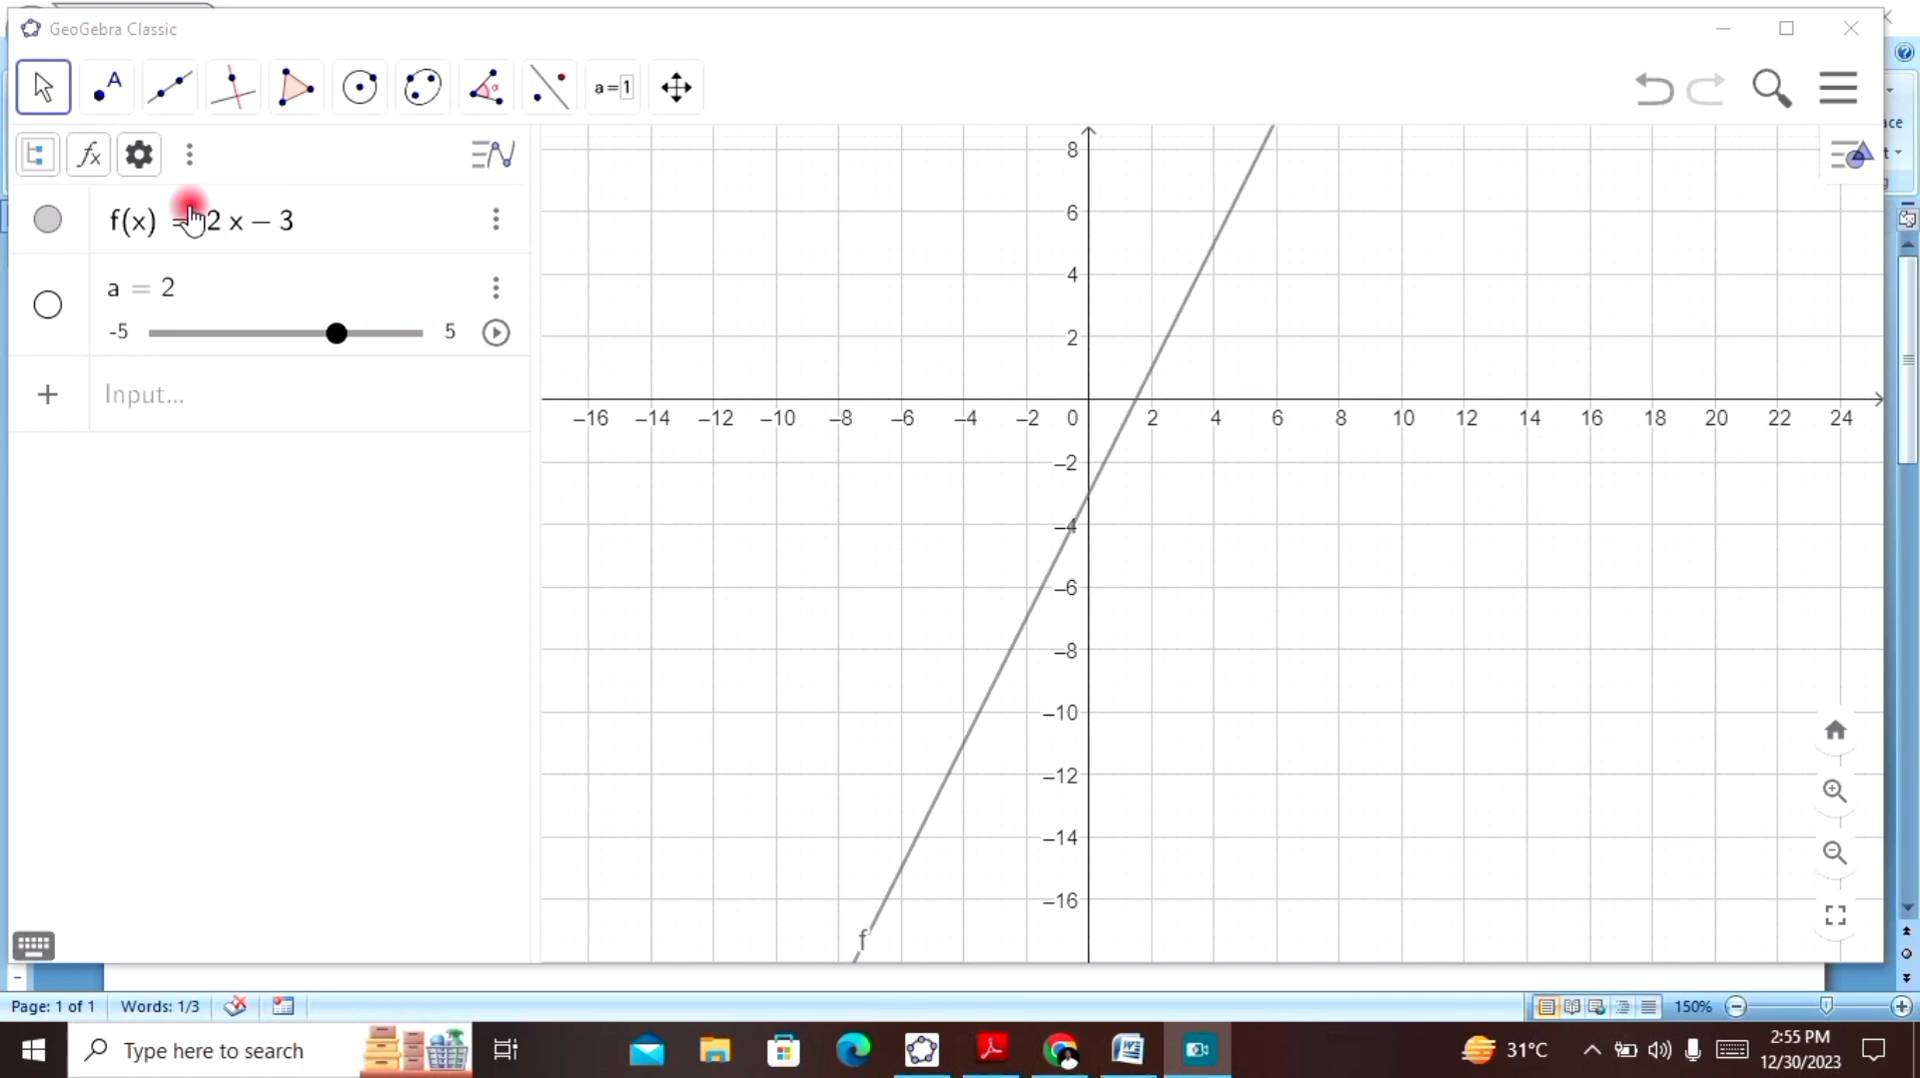 GeoGebra Classic
A
a=1
fx
f(x) = 2 x – 3
a = 2
-5
5
Input...
8
6
4
2
–16 –14 –12 –10 –8 –6 –4 –2 0 2 4 6 8 10 12 14 16 18 20 22 24
–2
–4
–6
–8
–10
–12
–14
–16
f
ace
Page: 1 of 1 Words: 1/3 150%
Type here to search 31°C 2:55 PM
12/30/2023